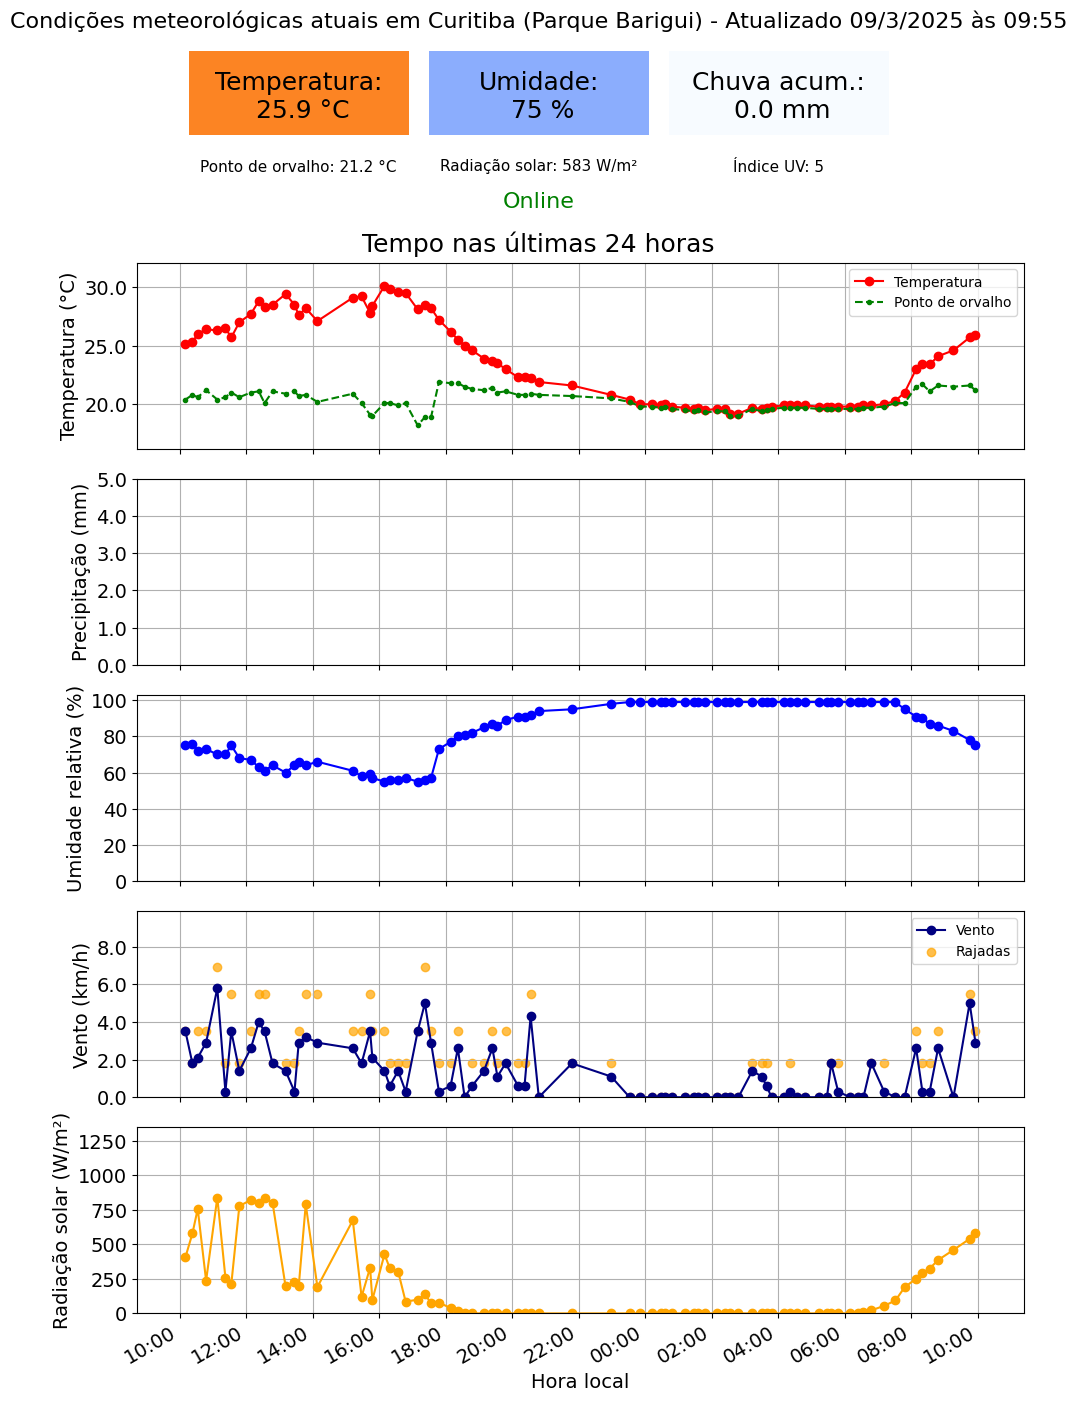 Condições meteorológicas atuais em Curitiba (Parque Barigui) - Atualizado 09/3/2025 às 09:55
Temperatura:
25.9 °C
Umidade:
75 %
Chuva acum.:
0.0 mm
Ponto de orvalho: 21.2 °C
Radiação solar: 583 W/m²
Índice UV: 5
Online
Tempo nas últimas 24 horas
Temperatura (°C)
30.0
25.0
20.0
Temperatura
Ponto de orvalho
Precipitação (mm)
5.0
4.0
3.0
2.0
1.0
0.0
Umidade relativa (%)
100
80
60
40
20
0
Vento (km/h)
8.0
6.0
4.0
2.0
0.0
Vento
Rajadas
Radiação solar (W/m²)
1250
1000
750
500
250
0
10:00
12:00
14:00
16:00
18:00
20:00
22:00
00:00
02:00
04:00
06:00
08:00
10:00
Hora local